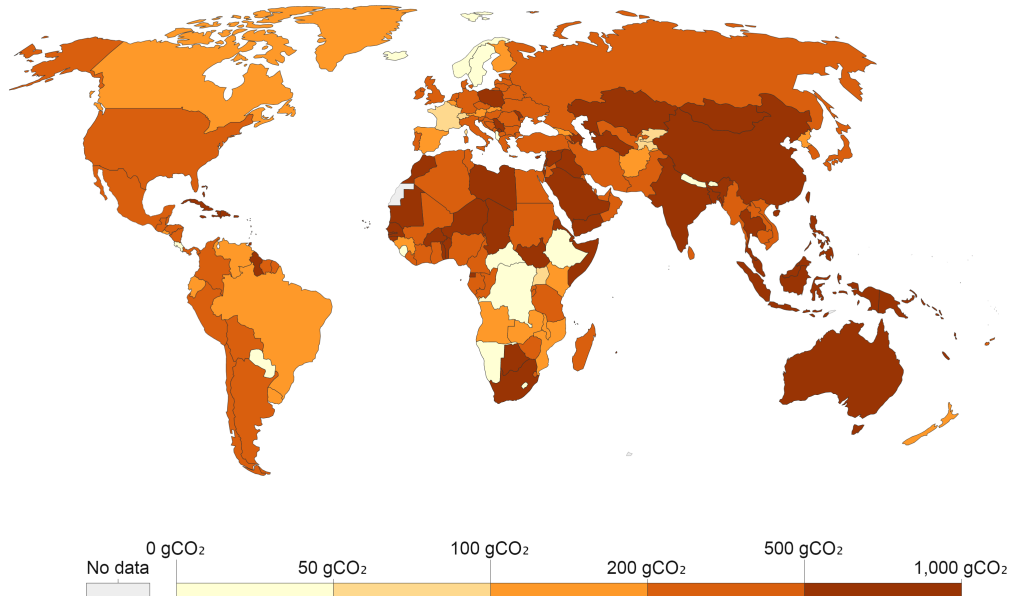 0 gCO₂ 100 gCO₂ 500 gCO₂
No data 50 gCO₂ 200 gCO₂ 1,000 gCO₂